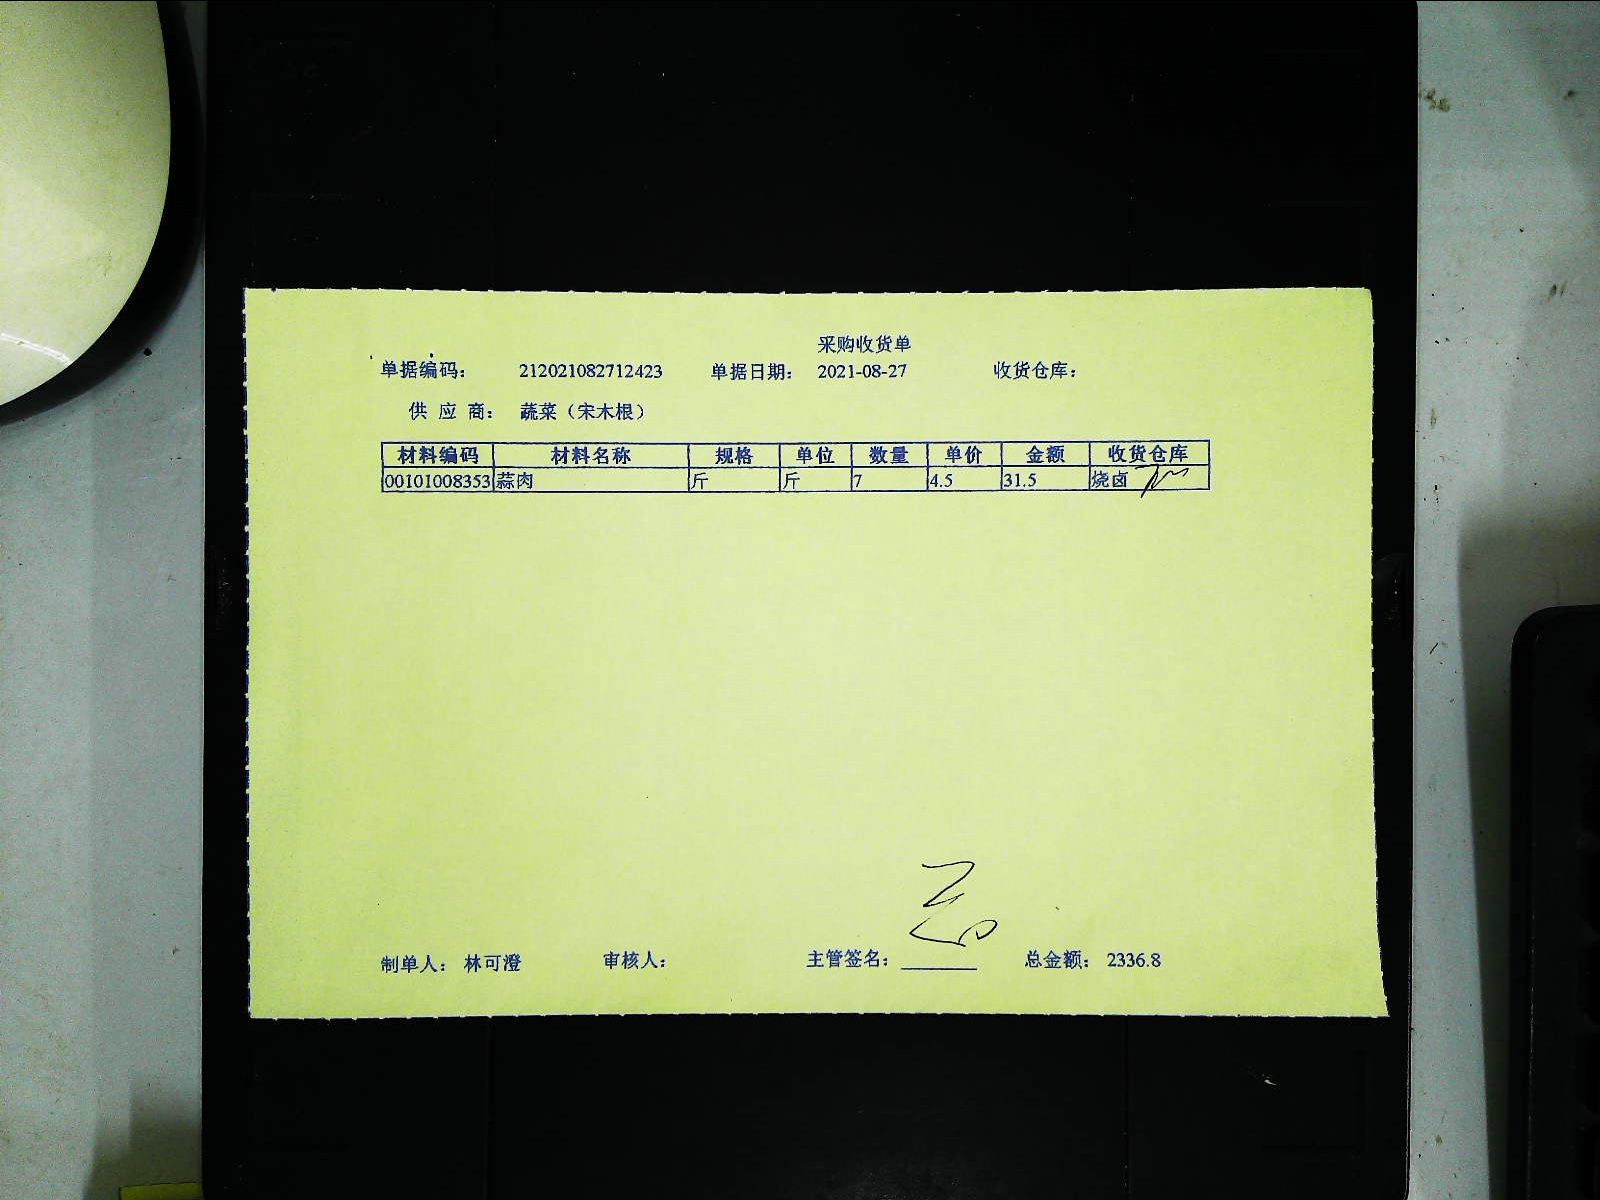 采购收货单
单据编码： 212021082712423 单据日期： 2021-08-27 收货仓库：
供 应 商： 蔬菜（宋木根）
材料编码 材料名称 规格 单位 数量 单价 金额 收货仓库
00101008353 蒜肉 斤 斤 7 4.5 31.5 烧卤
制单人： 林可澄 审核人： 主管签名： 总金额： 2336.8